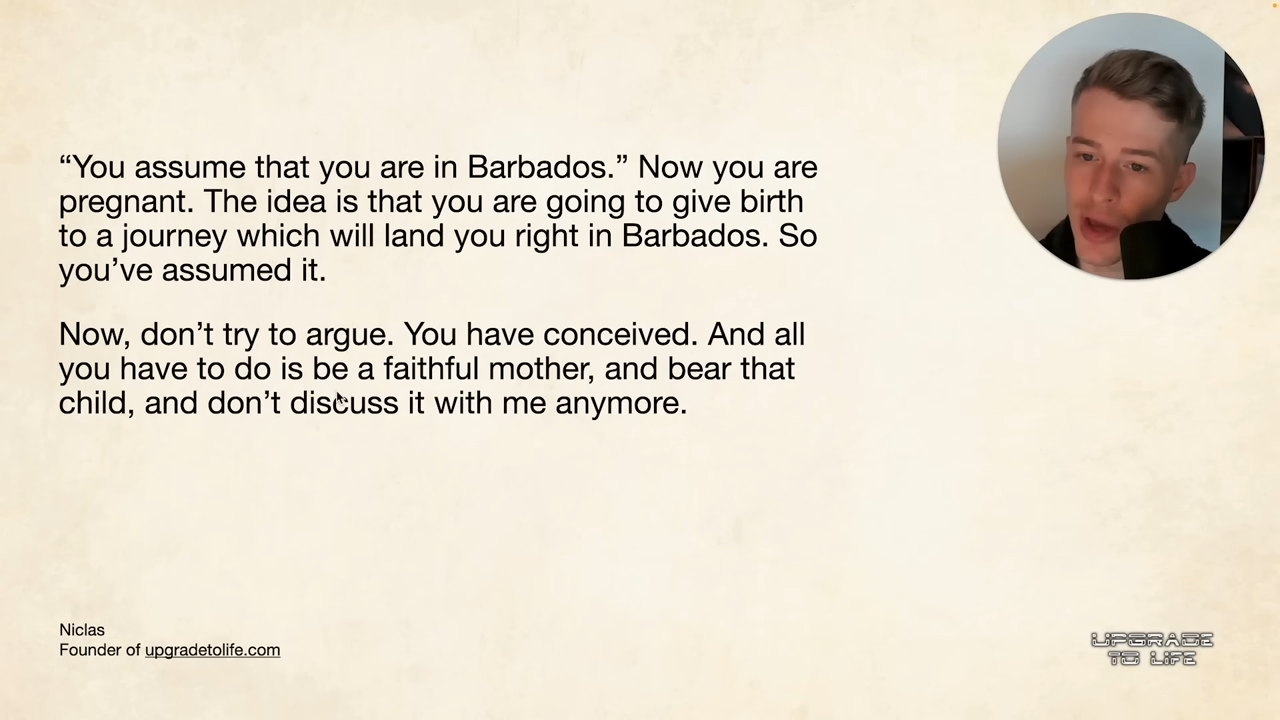 “You assume that you are in Barbados.” Now you are
pregnant. The idea is that you are going to give birth
to a journey which will land you right in Barbados. So
you’ve assumed it.
Now, don’t try to argue. You have conceived. And all
you have to do is be a faithful mother, and bear that
child, and don’t discuss it with me anymore.
Niclas
Founder of upgradetolife.com
UPGRADE
TO LIFE